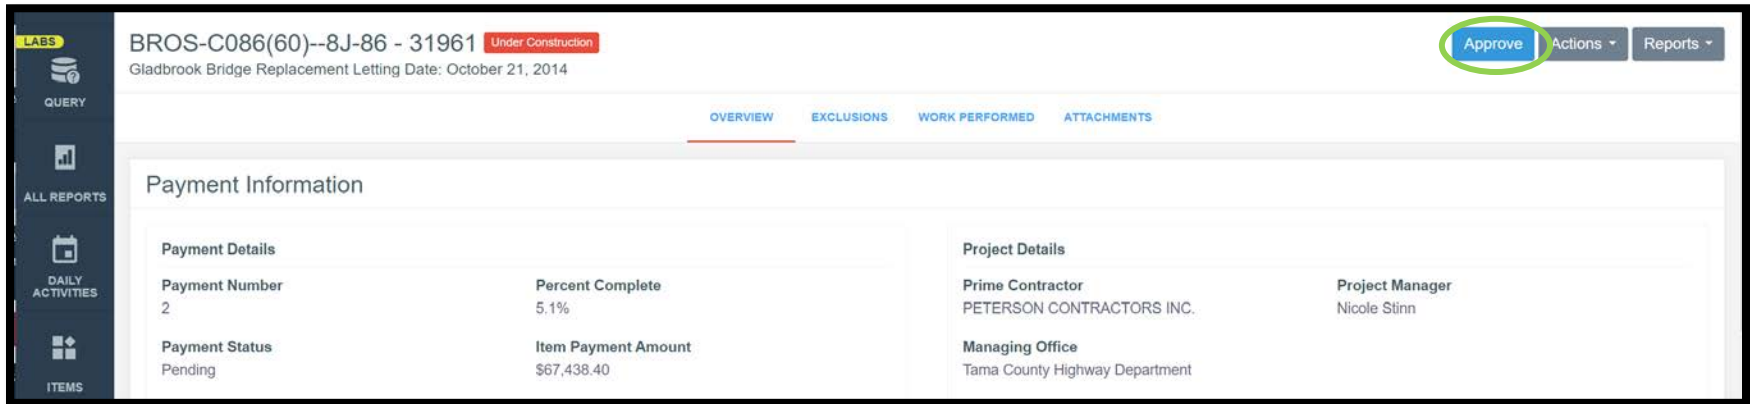 LABS
QUERY
ALL REPORTS
DAILY
ACTIVITIES
ITEMS
BROS-C086(60)--8J-86 - 31961 Under Construction
Gladbrook Bridge Replacement Letting Date: October 21, 2014
Approve Actions Reports
OVERVIEW EXCLUSIONS WORK PERFORMED ATTACHMENTS
Payment Information
Payment Details
Payment Number Percent Complete
2 5.1%
Payment Status Item Payment Amount
Pending $67,438.40
Project Details
Prime Contractor Project Manager
PETERSON CONTRACTORS INC. Nicole Stinn
Managing Office
Tama County Highway Department